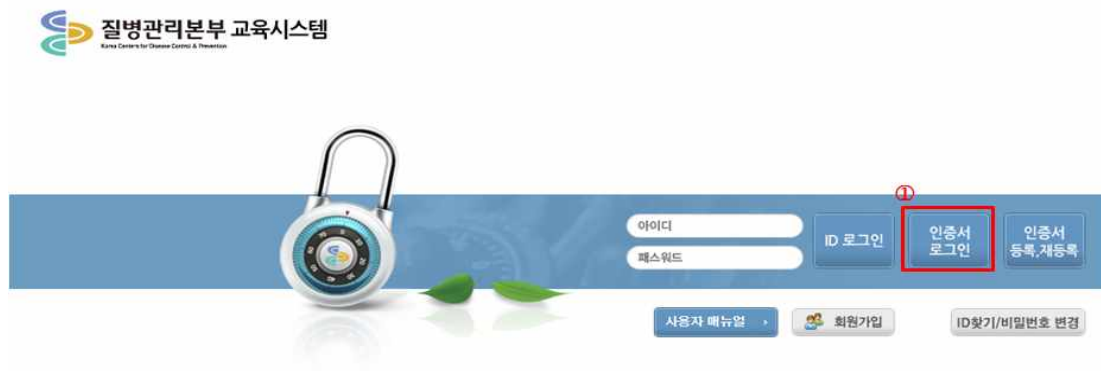 질병관리본부 교육시스템
Korea Centers for Disease Control & Prevention
①
아이디
패스워드
ID 로그인
인증서
로그인
인증서
등록,재등록
사용자 매뉴얼 ›
회원가입
ID찾기/비밀번호 변경